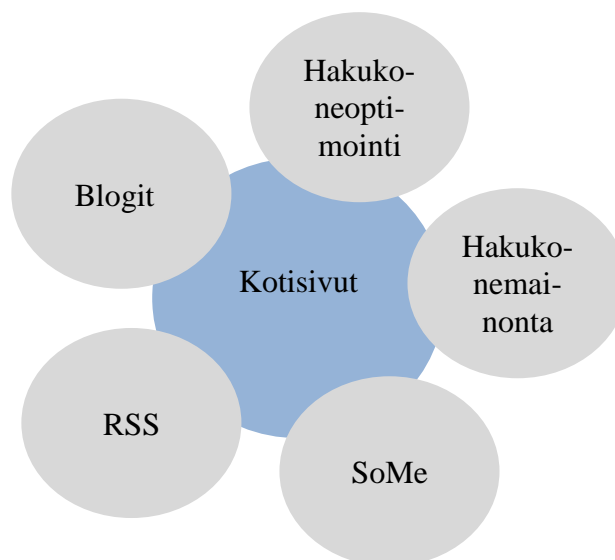 Hakuko-
neopti-
mointi
Blogit
Kotisivut
Hakuko-
nemai-
nonta
RSS
SoMe